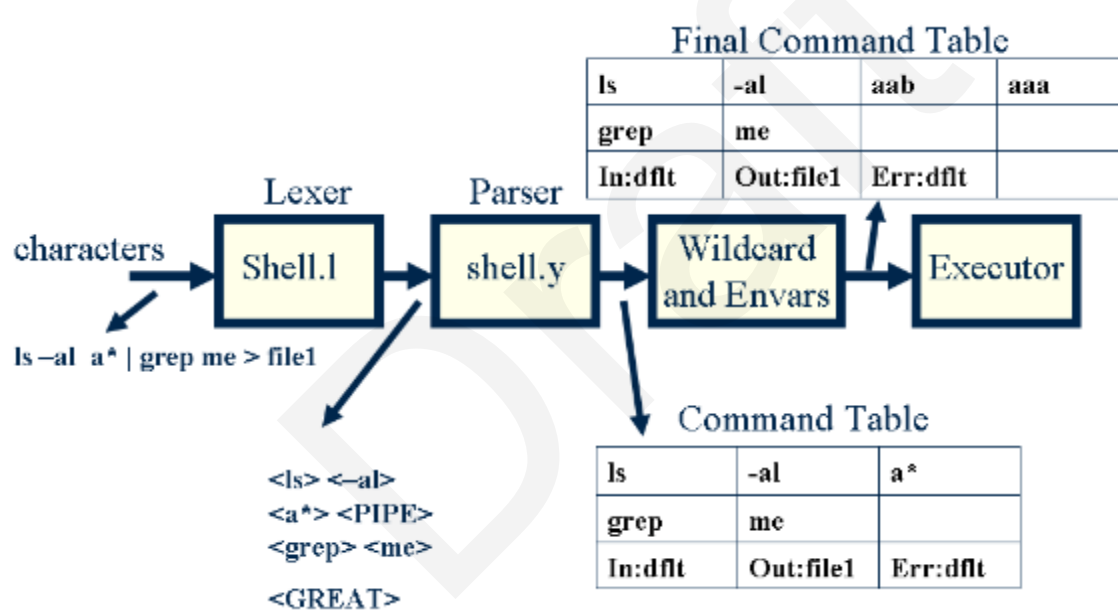 Final Command Table
ls -al aab aaa
grep me
In:dflt Out:file1 Err:dflt
Lexer
Parser
characters
Shell.l
shell.y
Wildcard
and Envars
Executor
ls –al a* | grep me > file1
Command Table
ls -al a*
grep me
In:dflt Out:file1 Err:dflt
<ls> <–al>
<a*> <PIPE>
<grep> <me>
<GREAT>
Draft